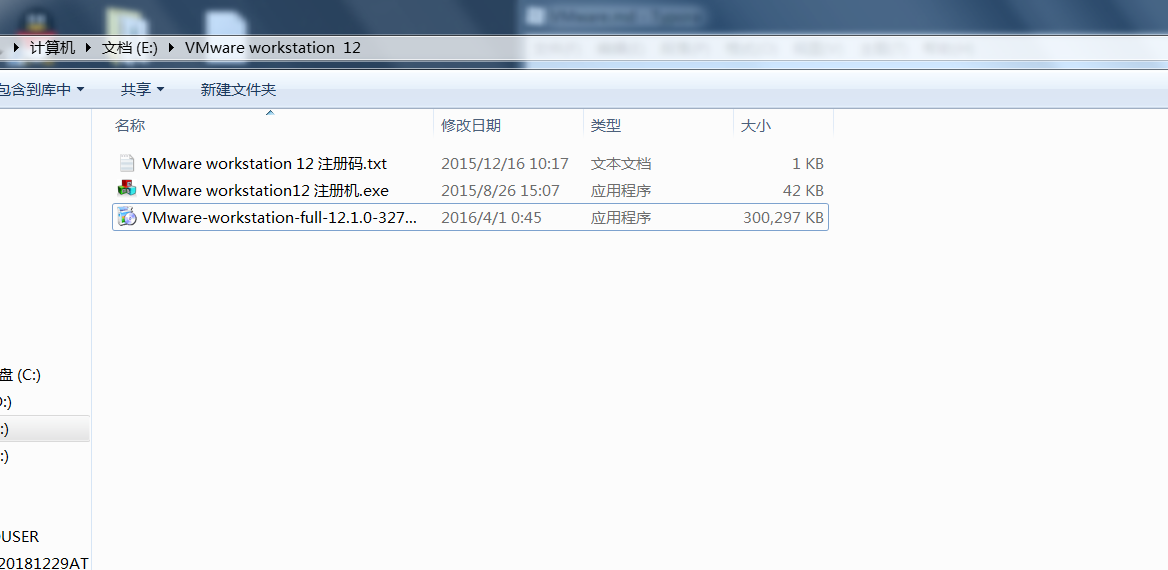 计算机 文档 (E:) VMware workstation 12
包含到库中 共享 新建文件夹
名称 修改日期 类型 大小
VMware workstation 12 注册码.txt 2015/12/16 10:17 文本文档 1 KB
VMware workstation12 注册机.exe 2015/8/26 15:07 应用程序 42 KB
VMware-workstation-full-12.1.0-327... 2016/4/1 0:45 应用程序 300,297 KB
盘 (C:)
:)
:)
:)
USER
20181229AT